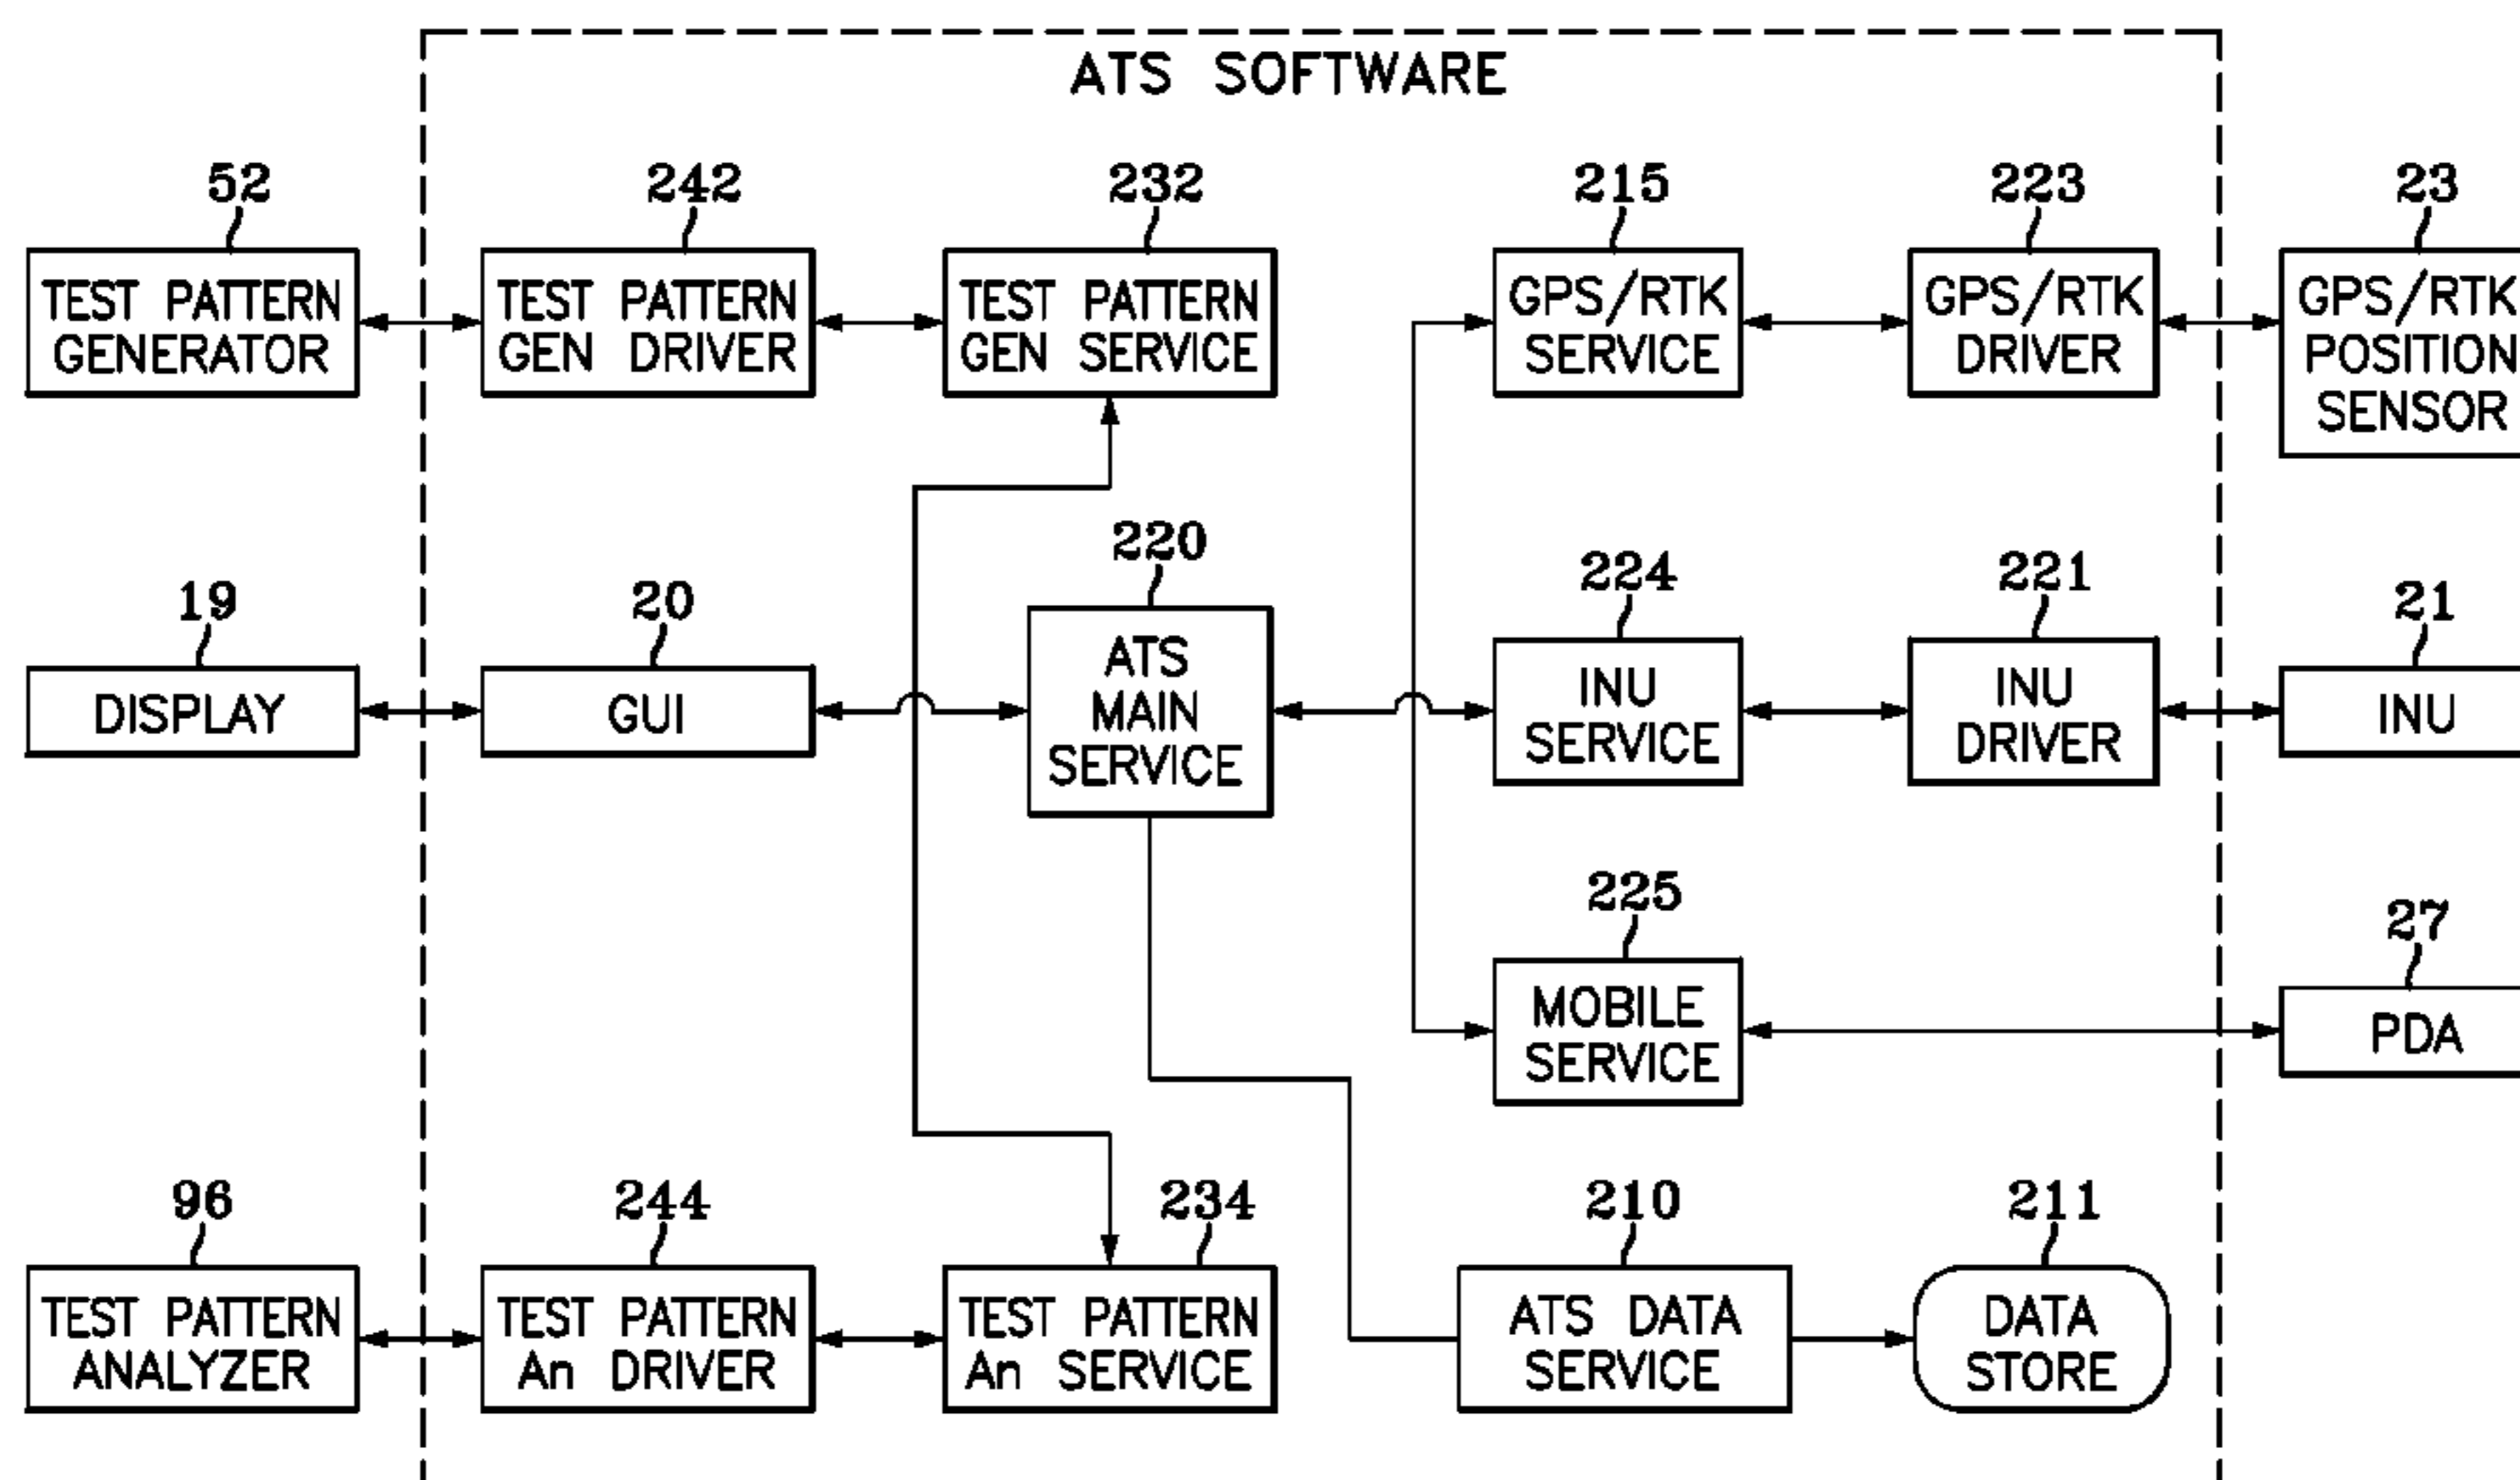 ATS SOFTWARE
52
242
232
215
223
23
TEST PATTERN
GENERATOR
TEST PATTERN
GEN DRIVER
TEST PATTERN
GEN SERVICE
GPS/RTK
SERVICE
GPS/RTK
DRIVER
GPS/RTK
POSITION
SENSOR
19
20
220
224
221
21
DISPLAY
GUI
ATS
MAIN
SERVICE
INU
SERVICE
INU
DRIVER
INU
225
27
MOBILE
SERVICE
PDA
96
244
234
210
211
TEST PATTERN
ANALYZER
TEST PATTERN
An DRIVER
TEST PATTERN
An SERVICE
ATS DATA
SERVICE
DATA
STORE